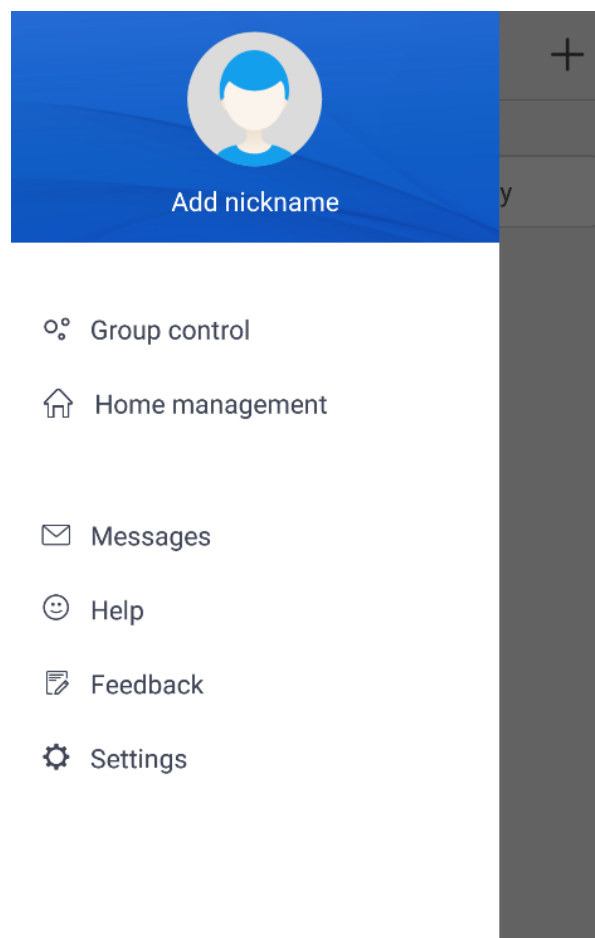 Add nickname
y
Group control
Home management
Messages
Help
Feedback
Settings